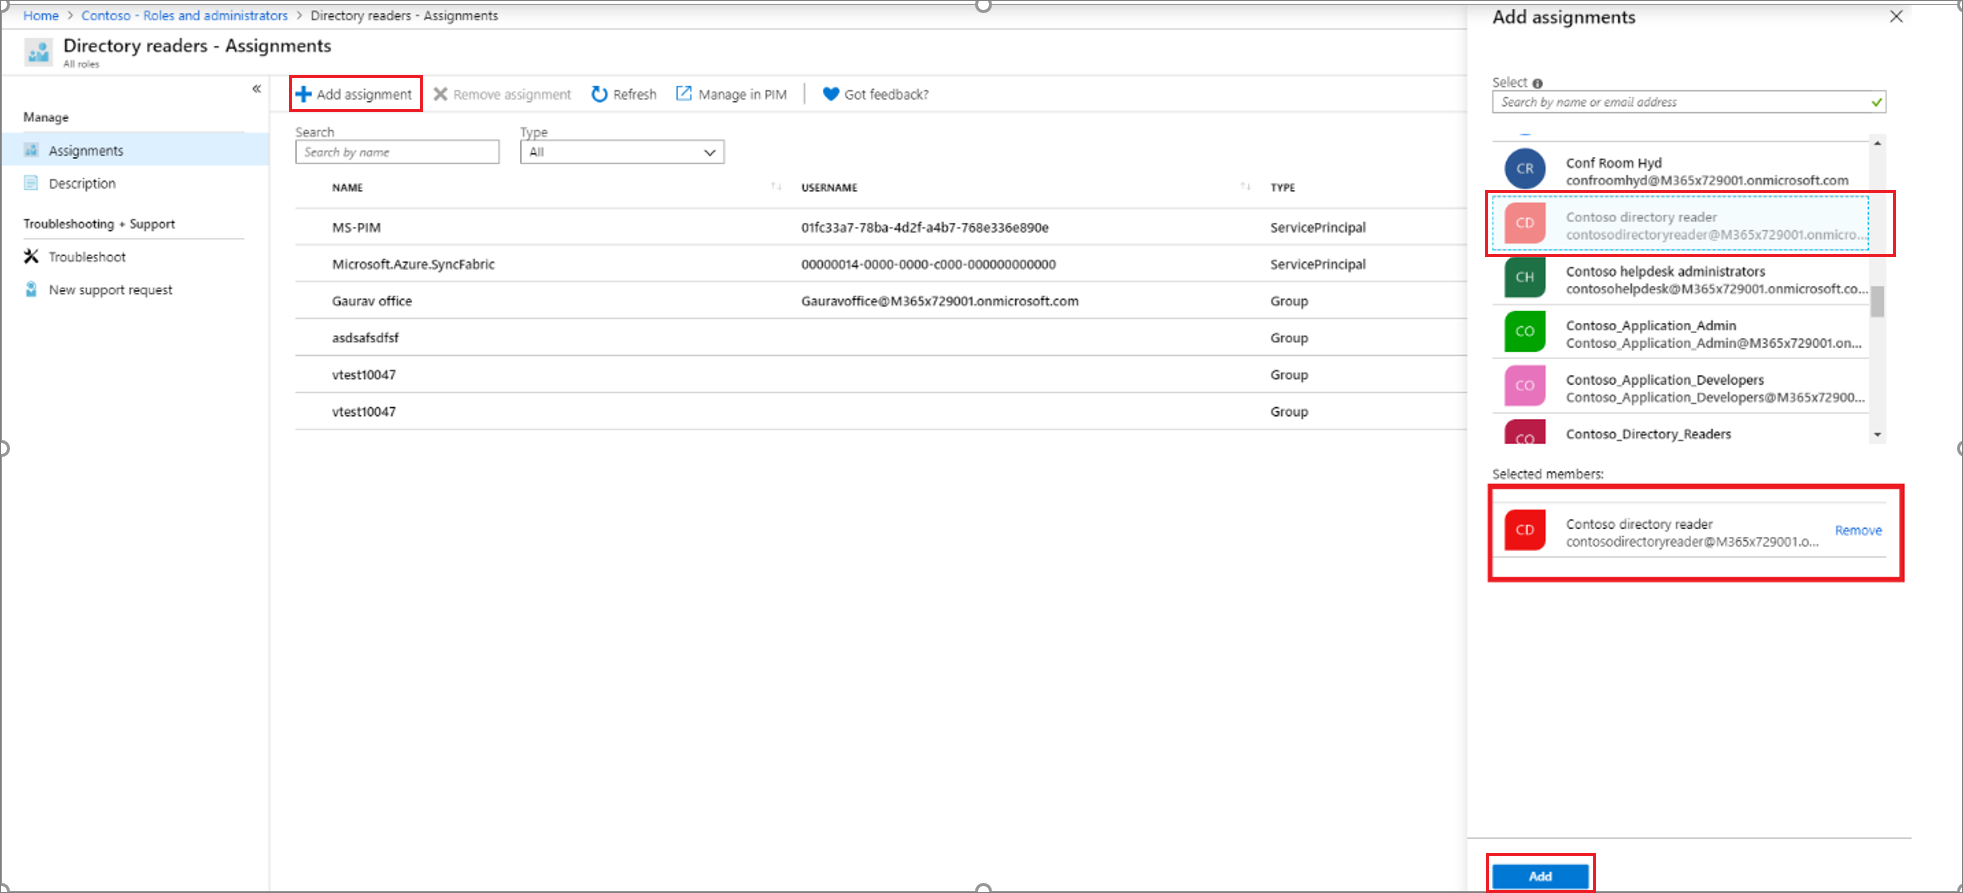 Home > Contoso - Roles and administrators > Directory readers - Assignments
Directory readers - Assignments
All roles
«
Manage
Assignments
Description
Troubleshooting + Support
Troubleshoot
New support request
Add assignment Remove assignment Refresh Manage in PIM Got feedback?
Search Type
Search by name All
NAME USERNAME TYPE
MS-PIM 01fc33a7-78ba-4d2f-a4b7-768e336e890e ServicePrincipal
Microsoft.Azure.SyncFabric 00000014-0000-0000-c000-000000000000 ServicePrincipal
Gaurav office Gauravoffice@M365x729001.onmicrosoft.com Group
asdsafsdfsf Group
vtest10047 Group
vtest10047 Group
Add assignments
Select
Search by name or email address
CR Conf Room Hyd
confroomhyd@M365x729001.onmicrosoft.com
CD Contoso directory reader
contosodirectoryreader@M365x729001.onmicro...
CH Contoso helpdesk administrators
contosohelpdesk@M365x729001.onmicrosoft.co...
CO Contoso_Application_Admin
Contoso_Application_Admin@M365x729001.on...
CO Contoso_Application_Developers
Contoso_Application_Developers@M365x72900...
CO Contoso_Directory_Readers
Selected members:
CD Contoso directory reader
contosodirectoryreader@M365x729001.o...
Remove
Add